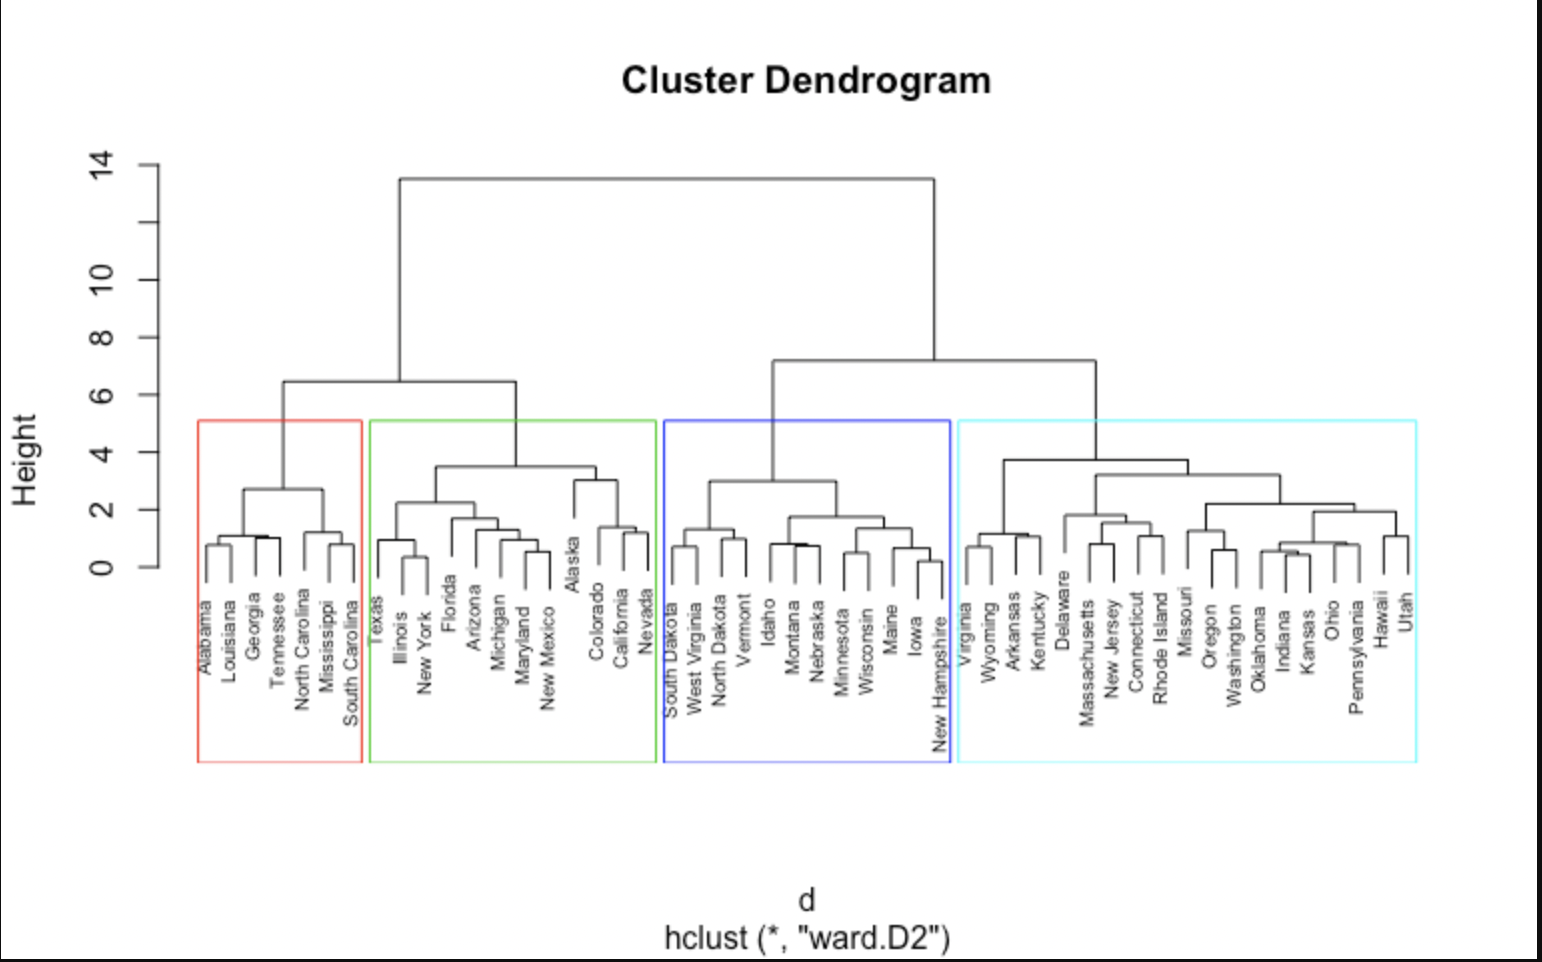 Cluster Dendrogram
Height
14
10
8
6
4
2
0
Alabama
Louisiana
Georgia
Tennessee
North Carolina
Mississippi
South Carolina
Texas
Illinois
New York
Florida
Arizona
Michigan
Maryland
New Mexico
Alaska
Colorado
California
Nevada
South Dakota
West Virginia
North Dakota
Vermont
Idaho
Montana
Nebraska
Minnesota
Wisconsin
Maine
Iowa
New Hampshire
Virginia
Wyoming
Arkansas
Kentucky
Delaware
Massachusetts
New Jersey
Connecticut
Rhode Island
Missouri
Oregon
Washington
Oklahoma
Indiana
Kansas
Ohio
Pennsylvania
Hawaii
Utah
d
hclust (*, "ward.D2")